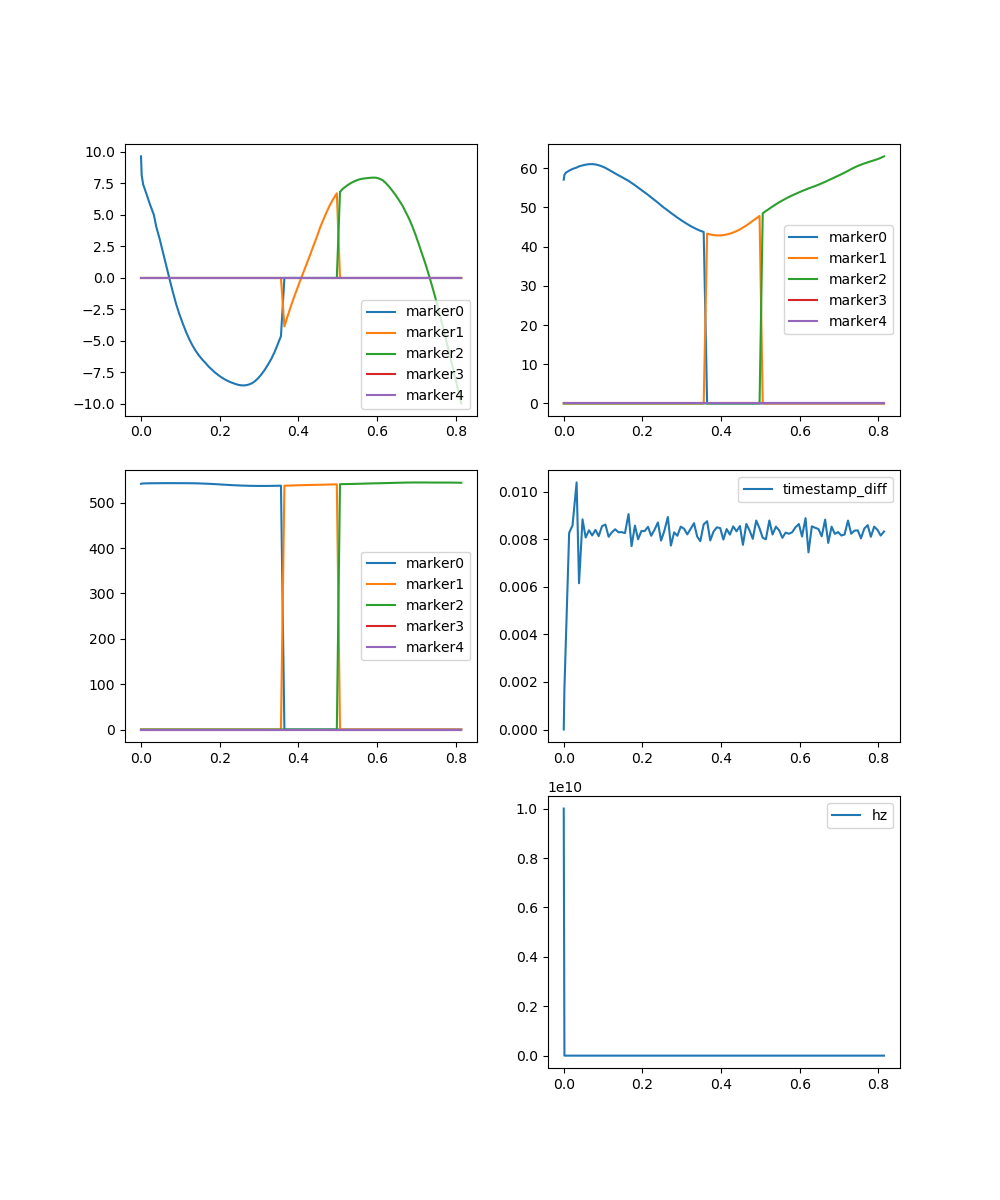 10.0
7.5
5.0
2.5
0.0
−2.5
−5.0
−7.5
−10.0
0.0 0.2 0.4 0.6 0.8
marker0
marker1
marker2
marker3
marker4
60
50
40
30
20
10
0
0.0 0.2 0.4 0.6 0.8
marker0
marker1
marker2
marker3
marker4
500
400
300
200
100
0
0.0 0.2 0.4 0.6 0.8
marker0
marker1
marker2
marker3
marker4
0.010
0.008
0.006
0.004
0.002
0.000
0.0 0.2 0.4 0.6 0.8
timestamp_diff
1e10
1.0
0.8
0.6
0.4
0.2
0.0
0.0 0.2 0.4 0.6 0.8
hz